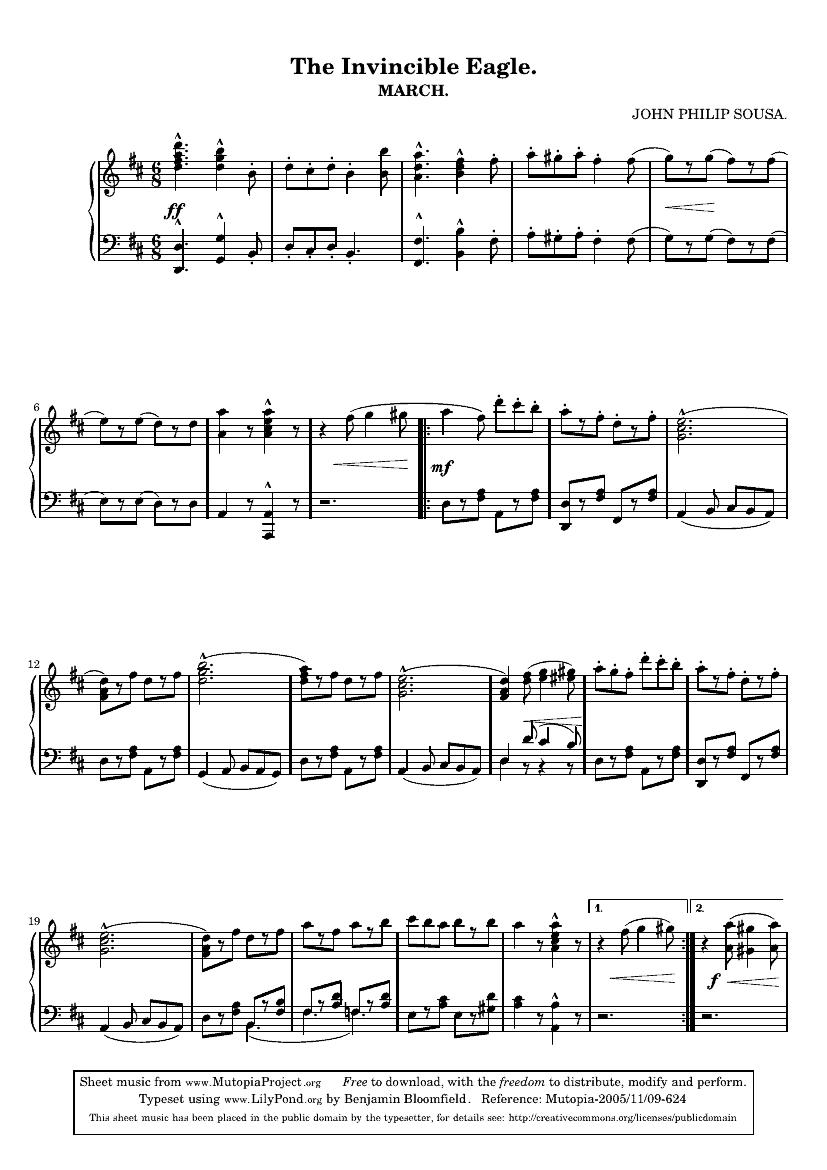 The Invincible Eagle.
MARCH.
JOHN PHILIP SOUSA.
ff
6
mf
12
19
1.
2.
f
Sheet music from www.MutopiaProject.org Free to download, with the freedom to distribute, modify and perform.
Typeset using www.LilyPond.org by Benjamin Bloomfield. Reference: Mutopia-2005/11/09-624
This sheet music has been placed in the public domain by the typesetter, for details see: http://creativecommons.org/licenses/publicdomain